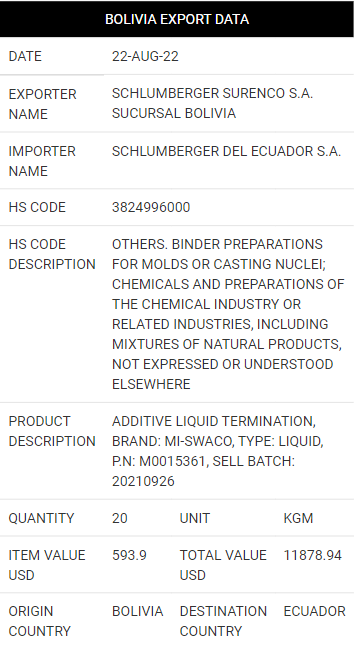 BOLIVIA EXPORT DATA
DATE 22-AUG-22
EXPORTER NAME SCHLUMBERGER SURENCO S.A.
SUCURSAL BOLIVIA
IMPORTER NAME SCHLUMBERGER DEL ECUADOR S.A.
HS CODE 3824996000
HS CODE DESCRIPTION OTHERS. BINDER PREPARATIONS
FOR MOLDS OR CASTING NUCLEI;
CHEMICALS AND PREPARATIONS OF
THE CHEMICAL INDUSTRY OR
RELATED INDUSTRIES, INCLUDING
MIXTURES OF NATURAL PRODUCTS,
NOT EXPRESSED OR UNDERSTOOD
ELSEWHERE
PRODUCT DESCRIPTION ADDITIVE LIQUID TERMINATION,
BRAND: MI-SWACO, TYPE: LIQUID,
P.N: M0015361, SELL BATCH:
20210926
QUANTITY 20 UNIT KGM
ITEM VALUE USD 593.9 TOTAL VALUE USD 11878.94
ORIGIN COUNTRY BOLIVIA DESTINATION COUNTRY ECUADOR